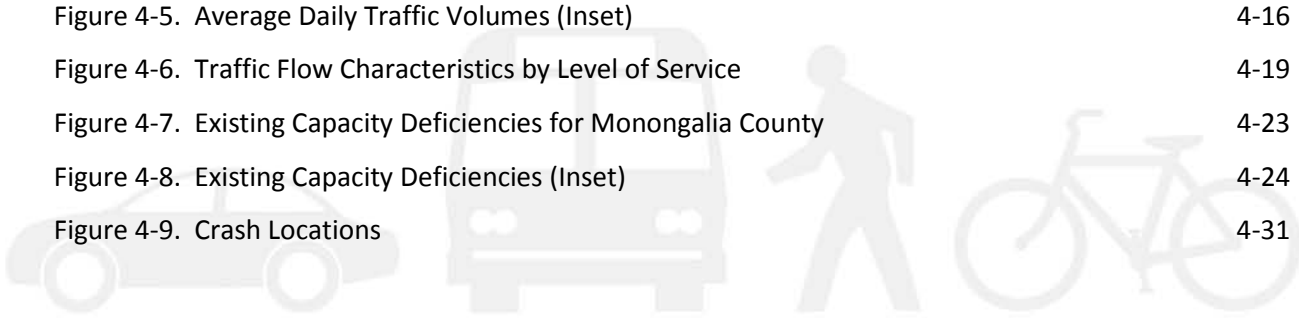 Figure 4-5. Average Daily Traffic Volumes (Inset) 4-16
Figure 4-6. Traffic Flow Characteristics by Level of Service 4-19
Figure 4-7. Existing Capacity Deficiencies for Monongalia County 4-23
Figure 4-8. Existing Capacity Deficiencies (Inset) 4-24
Figure 4-9. Crash Locations 4-31